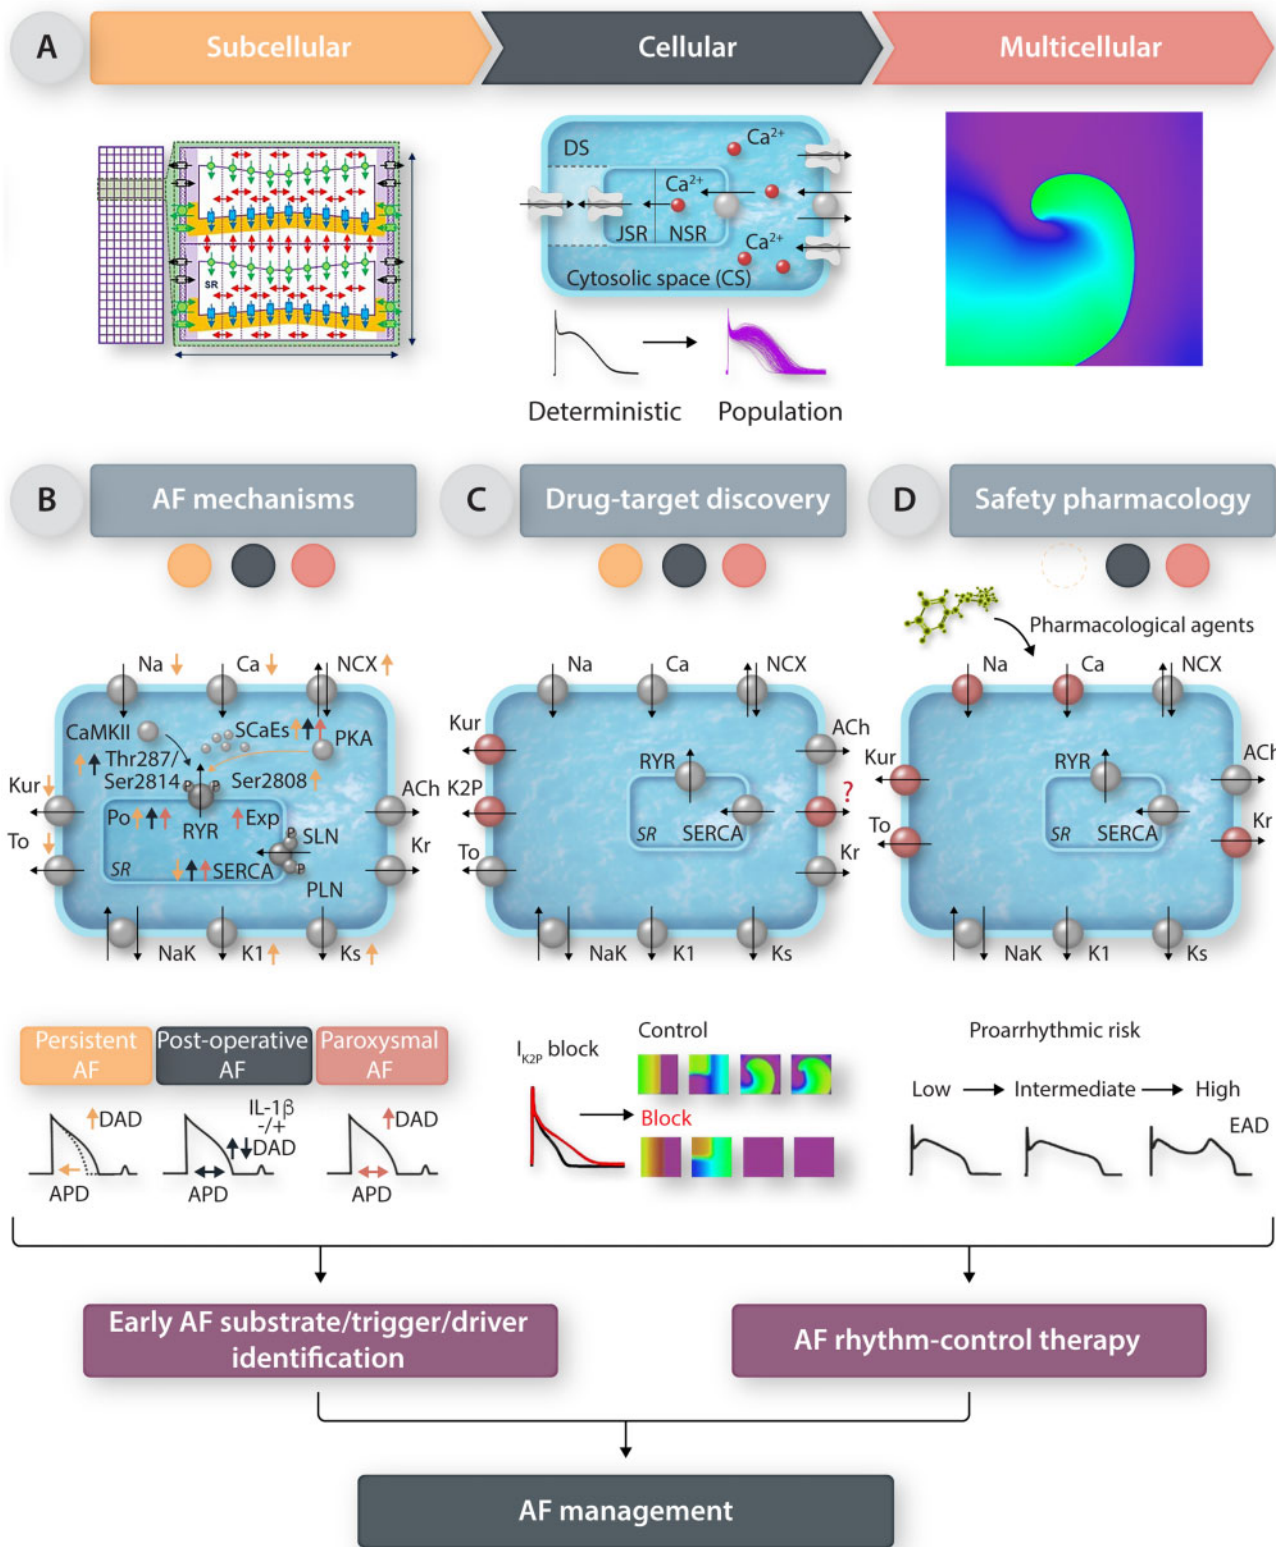 A
Subcellular
Cellular
Multicellular
SR
DS
Ca²⁺
Ca²⁺
JSR
NSR
Ca²⁺
Cytosolic space (CS)
Deterministic
Population
B
AF mechanisms
C
Drug-target discovery
D
Safety pharmacology
Na
Ca
NCX
CaMKII
SCaEs
PKA
Thr287/
Ser2814
Ser2808
Kur
P
P
ACh
Po
RYR
Exp
To
P
SLN
Kr
SR
SERCA
P
PLN
NaK
K1
Ks
Na
Ca
NCX
Kur
ACh
RYR
K2P
?
SR
SERCA
To
Kr
NaK
K1
Ks
Pharmacological agents
Na
Ca
NCX
Kur
ACh
RYR
To
Kr
SR
SERCA
NaK
K1
Ks
Persistent
AF
Post-operative
AF
Paroxysmal
AF
DAD
APD
IL-1β
-/+
DAD
APD
DAD
APD
I_K2P block
Control
Block
Proarrhythmic risk
Low
Intermediate
High
EAD
Early AF substrate/trigger/driver
identification
AF rhythm-control therapy
AF management